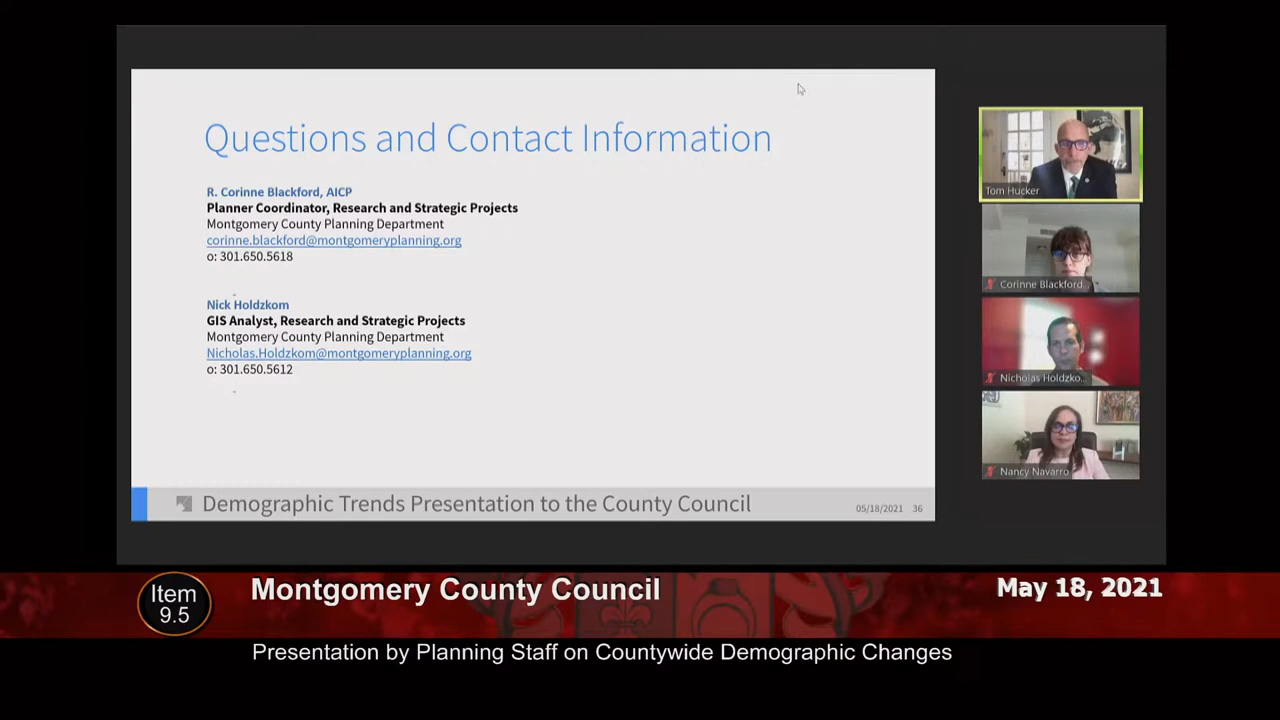 Questions and Contact Information
R. Corinne Blackford, AICP
Planner Coordinator, Research and Strategic Projects
Montgomery County Planning Department
corinne.blackford@montgomeryplanning.org
o: 301.650.5618
Nick Holdzkom
GIS Analyst, Research and Strategic Projects
Montgomery County Planning Department
Nicholas.Holdzkom@montgomeryplanning.org
o: 301.650.5612
Demographic Trends Presentation to the County Council
05/18/2021 36
Tom Hucker
Corinne Blackford...
Nicholas Holdzko...
Nancy Navarro
Item
9.5
Montgomery County Council
May 18, 2021
Presentation by Planning Staff on Countywide Demographic Changes